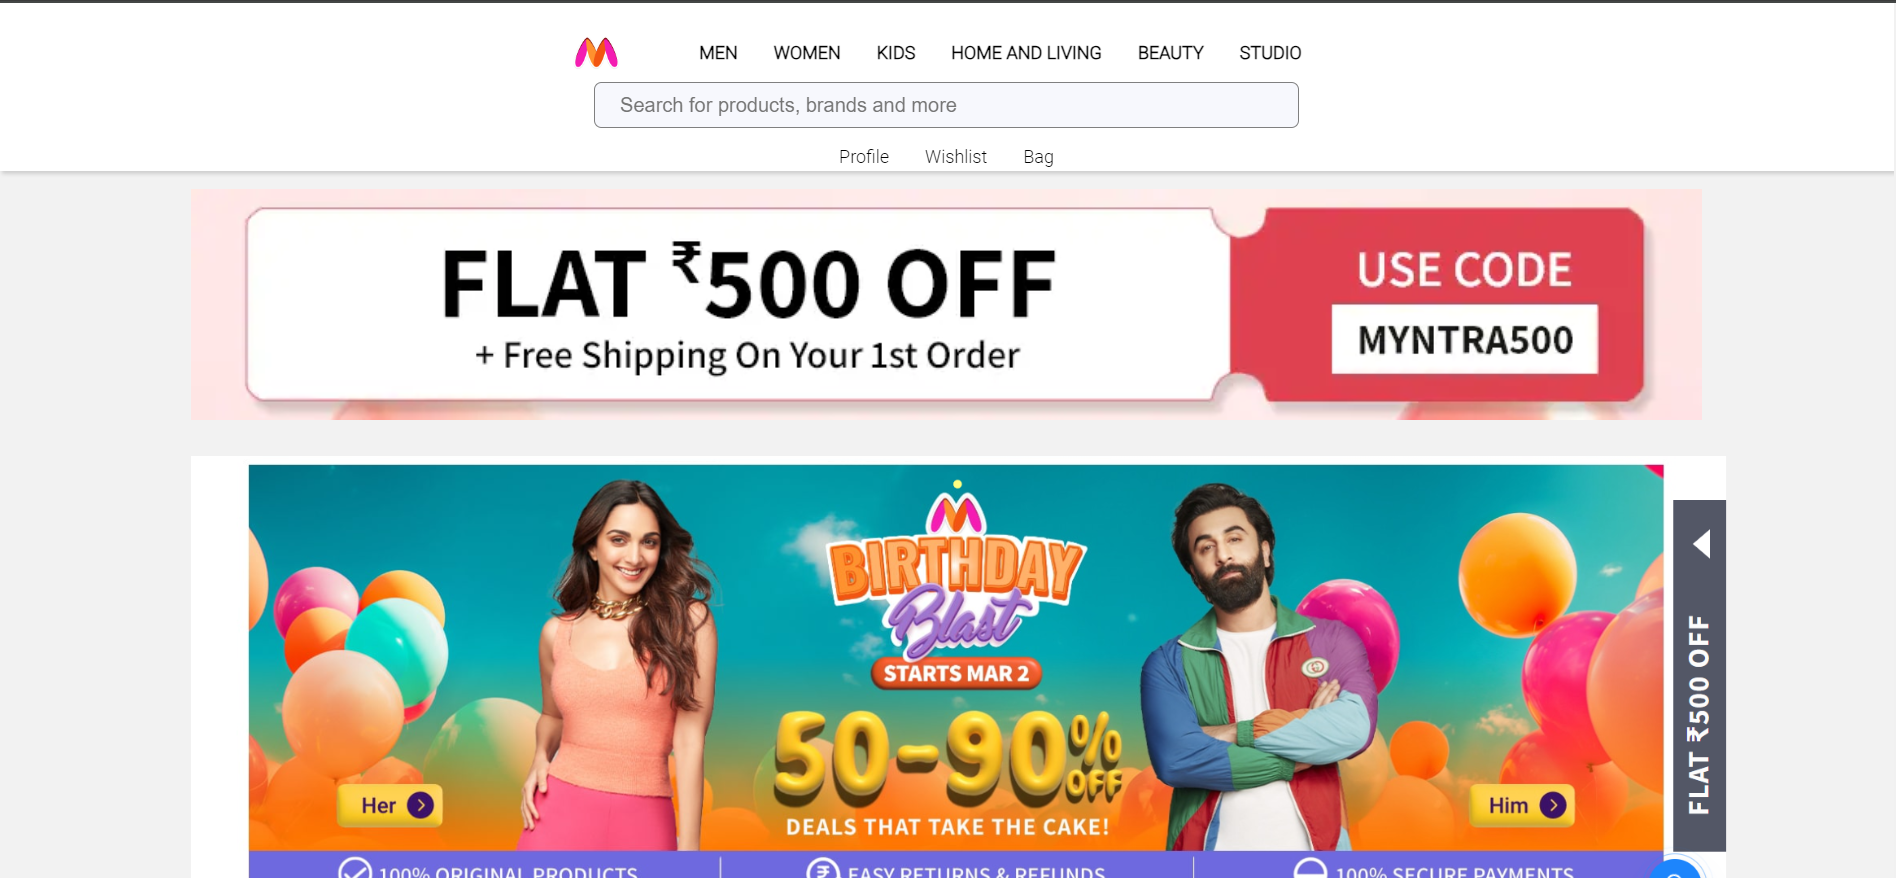 MEN WOMEN KIDS HOME AND LIVING BEAUTY STUDIO
Search for products, brands and more
Profile Wishlist Bag
FLAT ₹500 OFF
+ Free Shipping On Your 1st Order
USE CODE
MYNTRA500
BIRTHDAY
Blast
STARTS MAR 2
50-90% OFF
DEALS THAT TAKE THE CAKE!
Her
Him
FLAT ₹500 OFF
100% ORIGINAL PRODUCTS
EASY RETURNS & REFUNDS
100% SECURE PAYMENTS